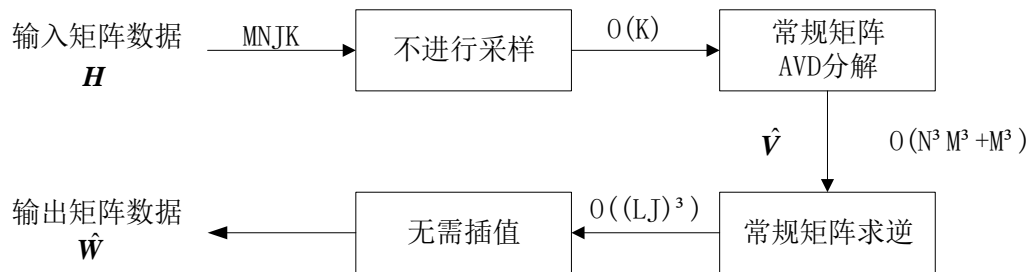 输入矩阵数据
H
MNJK
不进行采样
O(K)
常规矩阵
AVD分解
V̂
O(N³M³+M³)
常规矩阵求逆
O((LJ)³)
无需插值
输出矩阵数据
Ŵ